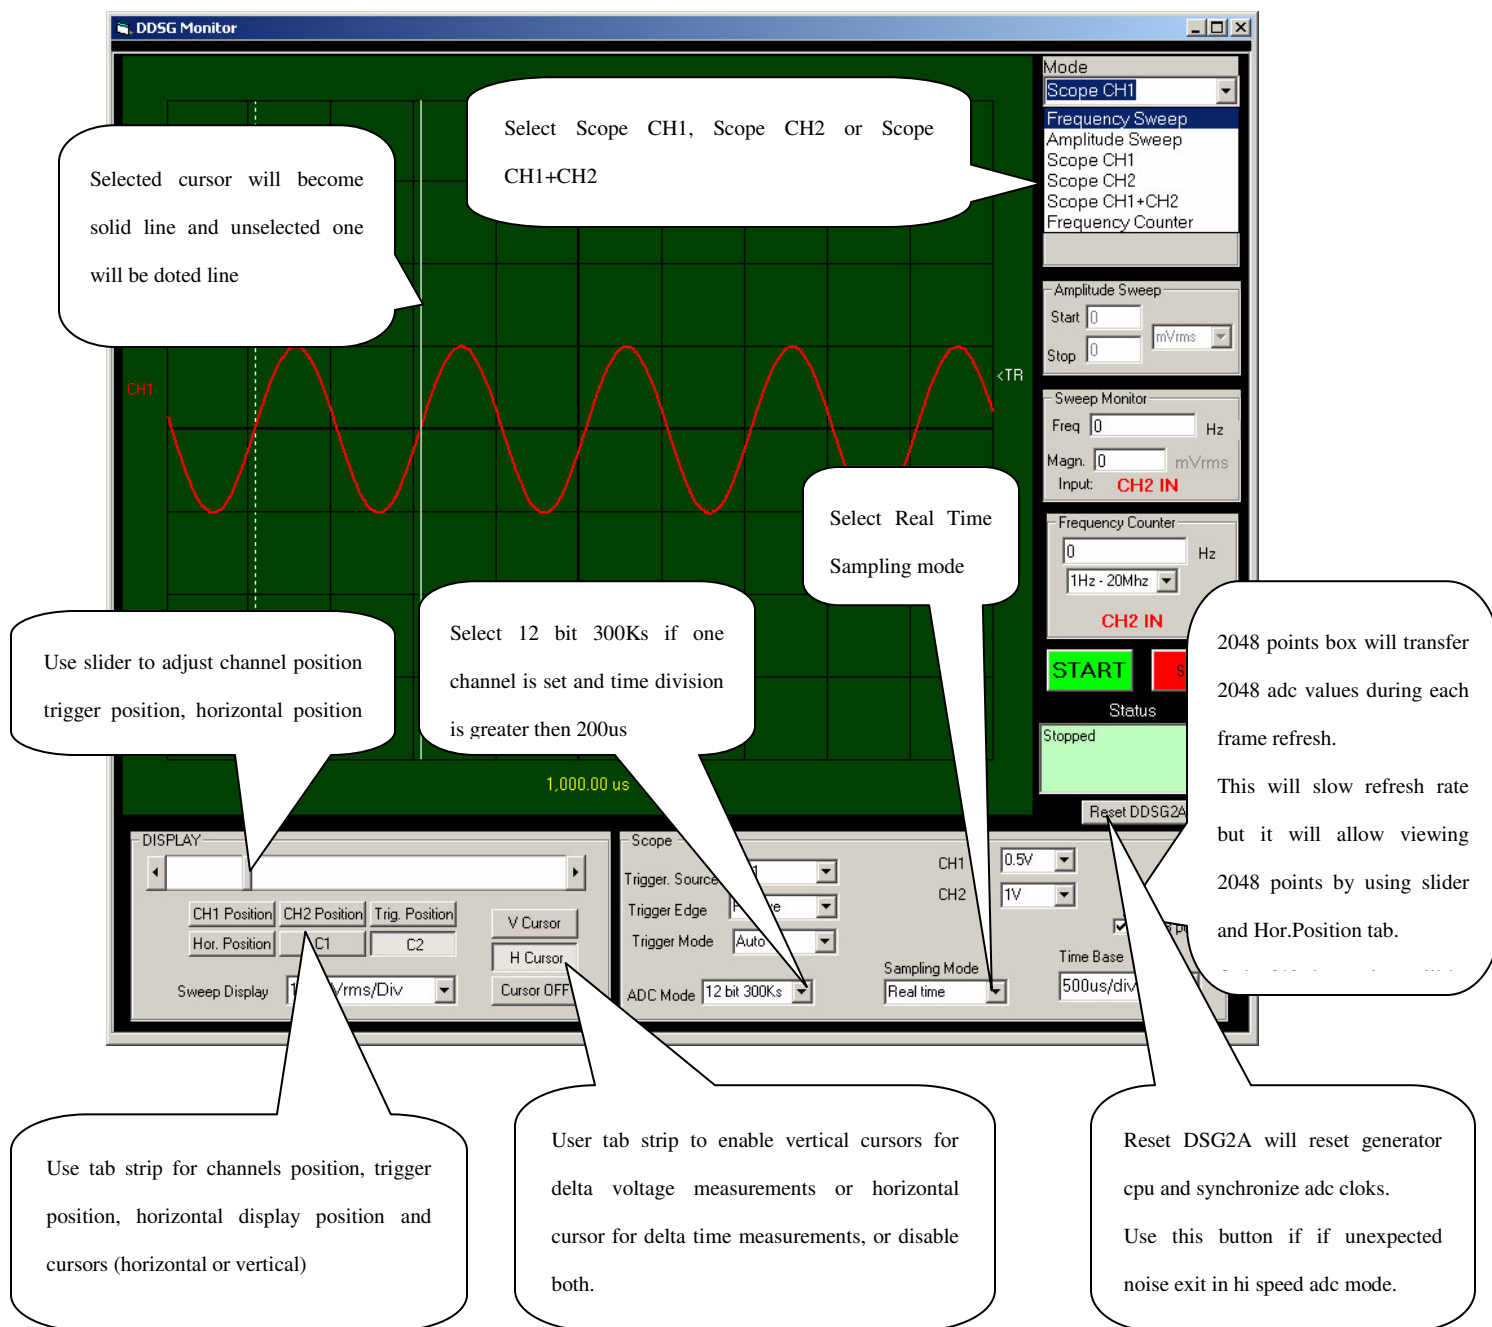 DDSG Monitor
Mode
Scope CH1
Frequency Sweep
Amplitude Sweep
Scope CH1
Scope CH2
Scope CH1+CH2
Frequency Counter
Select Scope CH1, Scope CH2 or Scope
CH1+CH2
Selected cursor will become
solid line and unselected one
will be doted line
Amplitude Sweep
Start 0
mVrms
Stop 0
CH1
<TR
Sweep Monitor
Freq 0 Hz
Magn. 0 mVrms
Input: CH2 IN
Select Real Time
Sampling mode
Frequency Counter
0 Hz
1Hz - 20Mhz
CH2 IN
Use slider to adjust channel position
trigger position, horizontal position
Select 12 bit 300Ks if one
channel is set and time division
is greater then 200us
2048 points box will transfer
2048 adc values during each
frame refresh.
This will slow refresh rate
but it will allow viewing
2048 points by using slider
and Hor.Position tab.
START
Status
Stopped
1,000.00 us
Reset DDSG2A
DISPLAY
CH1 Position CH2 Position Trig. Position
Hor. Position C1 C2
V Cursor
H Cursor
Cursor OFF
Sweep Display Vrms/Div
Scope
Trigger. Source
Trigger Edge
Trigger Mode Auto
ADC Mode 12 bit 300Ks
CH1 0.5V
CH2 1V
Sampling Mode
Real time
Time Base
500us/div
Use tab strip for channels position, trigger
position, horizontal display position and
cursors (horizontal or vertical)
User tab strip to enable vertical cursors for
delta voltage measurements or horizontal
cursor for delta time measurements, or disable
both.
Reset DSG2A will reset generator
cpu and synchronize adc cloks.
Use this button if if unexpected
noise exit in hi speed adc mode.